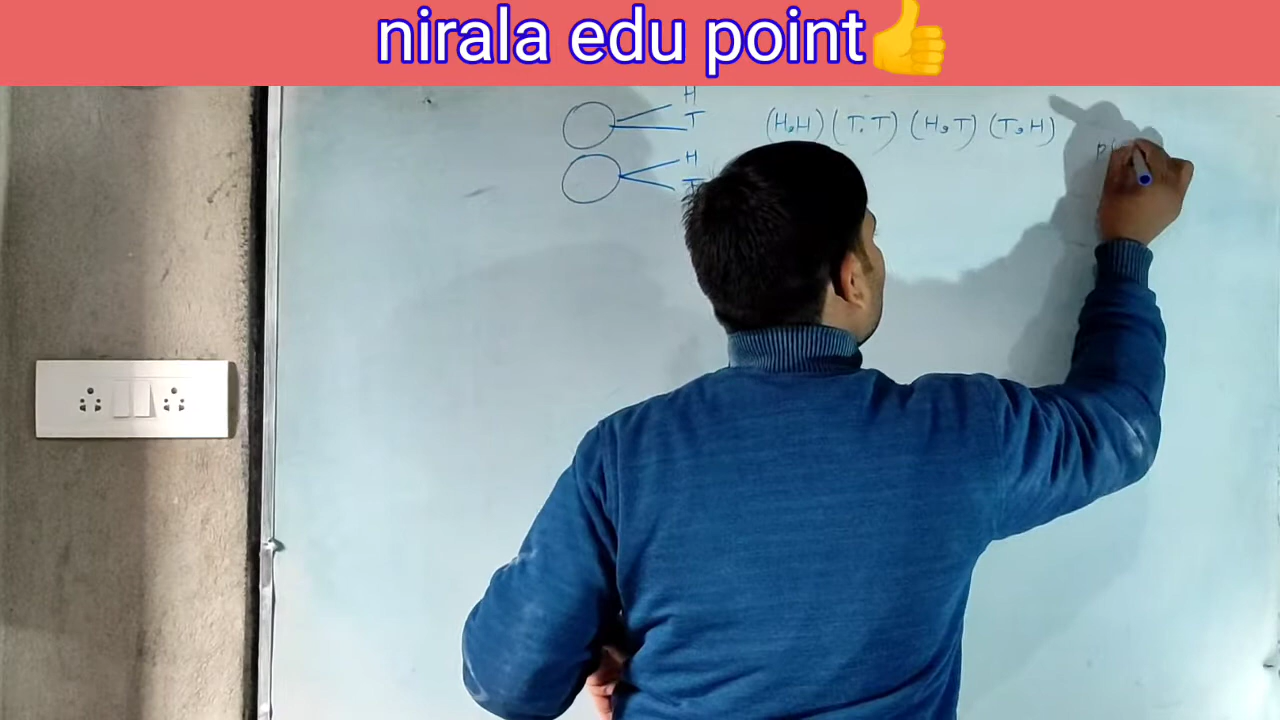 nirala edu point👍
H
T
(H,H) (T,T) (H,T) (T,H)
H
T
P(